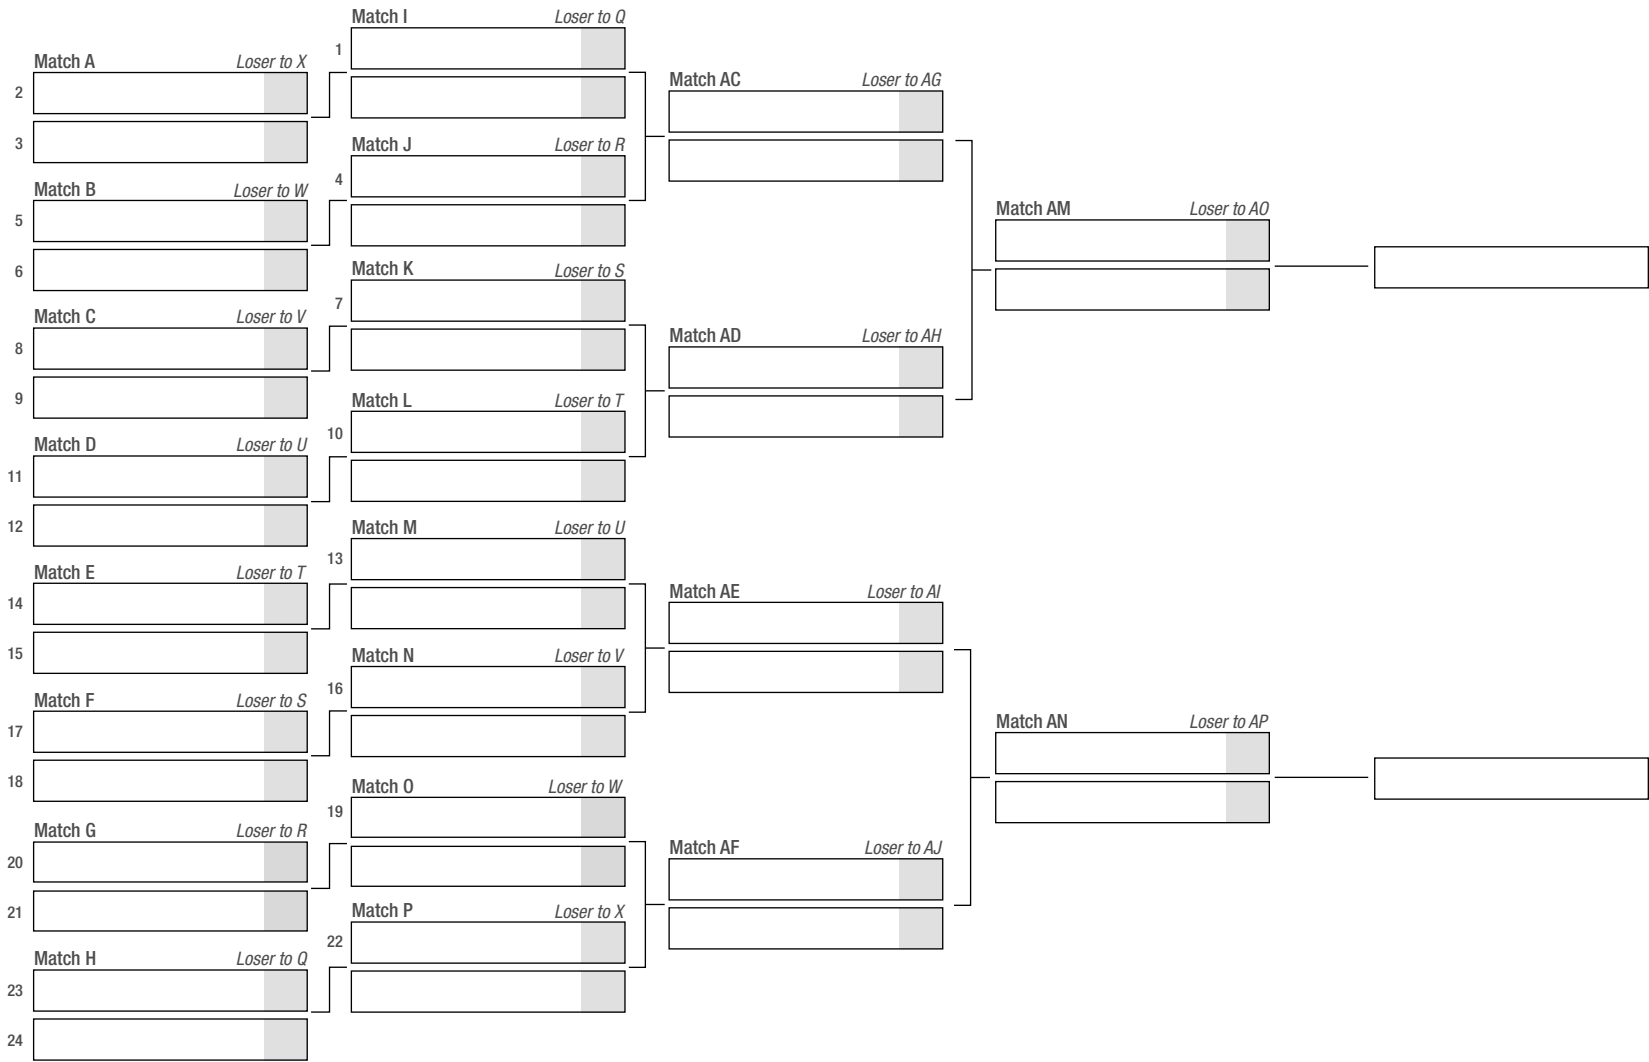 Match I Loser to Q
1
Match A Loser to X
2
3
Match J Loser to R
4
Match B Loser to W
5
6
Match K Loser to S
7
Match C Loser to V
8
9
Match L Loser to T
10
Match D Loser to U
11
12
Match M Loser to U
13
Match E Loser to T
14
15
Match N Loser to V
16
Match F Loser to S
17
18
Match O Loser to W
19
Match G Loser to R
20
21
Match P Loser to X
22
Match H Loser to Q
23
24
Match AC Loser to AG
Match AD Loser to AH
Match AE Loser to AI
Match AF Loser to AJ
Match AM Loser to AO
Match AN Loser to AP